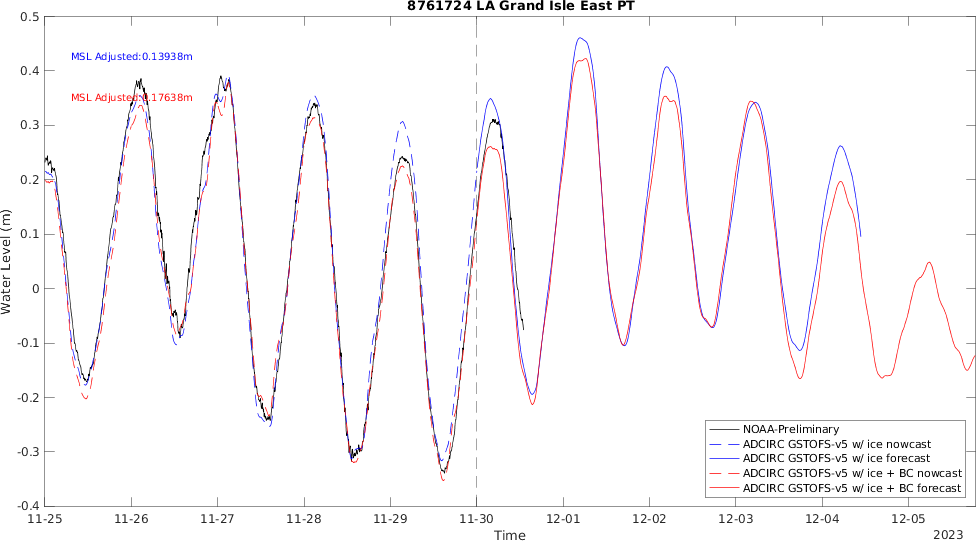 8761724 LA Grand Isle East PT
0.5
MSL Adjusted:0.13938m
0.4
MSL Adjusted:0.17638m
0.3
0.2
0.1
Water Level (m)
0
-0.1
-0.2
NOAA-Preliminary
ADCIRC GSTOFS-v5 w/ ice nowcast
-0.3
ADCIRC GSTOFS-v5 w/ ice forecast
ADCIRC GSTOFS-v5 w/ ice + BC nowcast
ADCIRC GSTOFS-v5 w/ ice + BC forecast
-0.4
11-25 11-26 11-27 11-28 11-29 11-30 12-01 12-02 12-03 12-04 12-05
Time
2023